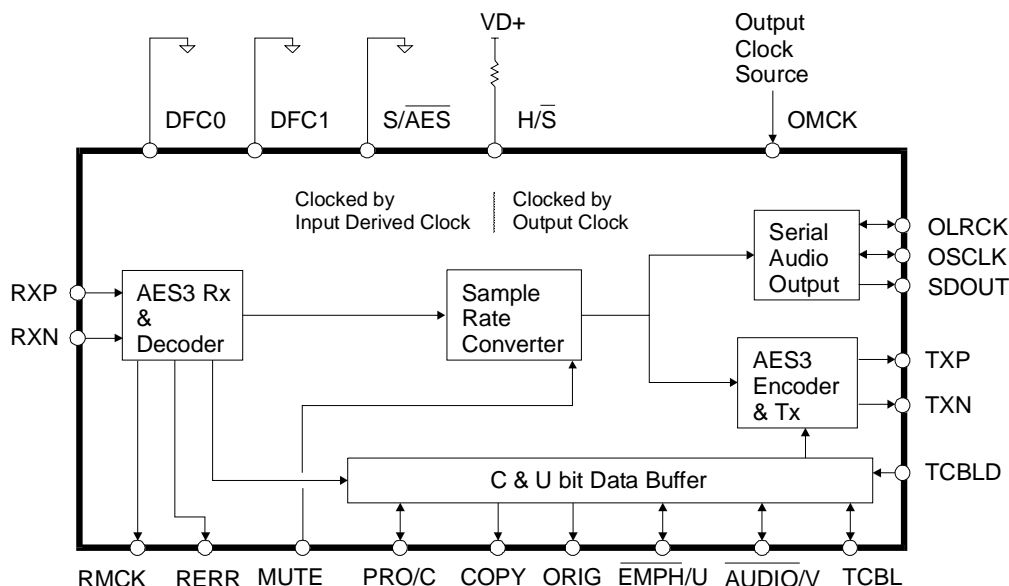 VD+
Output
Clock
Source
DFC0
DFC1
S/AES
H/S
OMCK
Clocked by
Input Derived Clock
Clocked by
Output Clock
Serial
Audio
Output
OLRCK
OSCLK
SDOUT
RXP
RXN
AES3 Rx
&
Decoder
Sample
Rate
Converter
AES3
Encoder
& Tx
TXP
TXN
C & U bit Data Buffer
TCBLD
RMCK
RERR
MUTE
PRO/C
COPY
ORIG
EMPH/U
AUDIO/V
TCBL